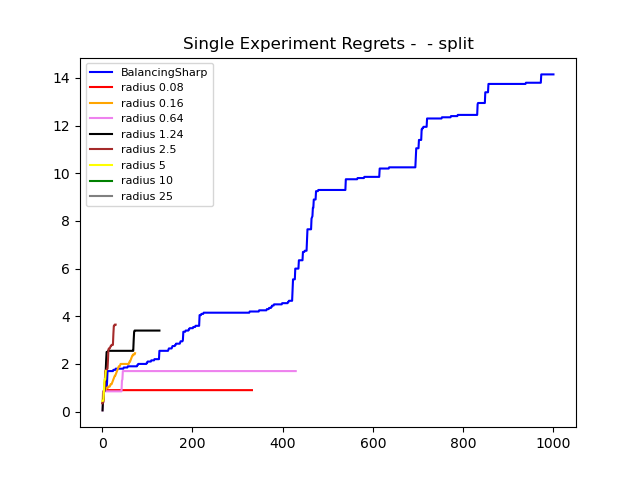 Single Experiment Regrets -  - split
BalancingSharp
radius 0.08
radius 0.16
radius 0.64
radius 1.24
radius 2.5
radius 5
radius 10
radius 25
14
12
10
8
6
4
2
0
0 200 400 600 800 1000